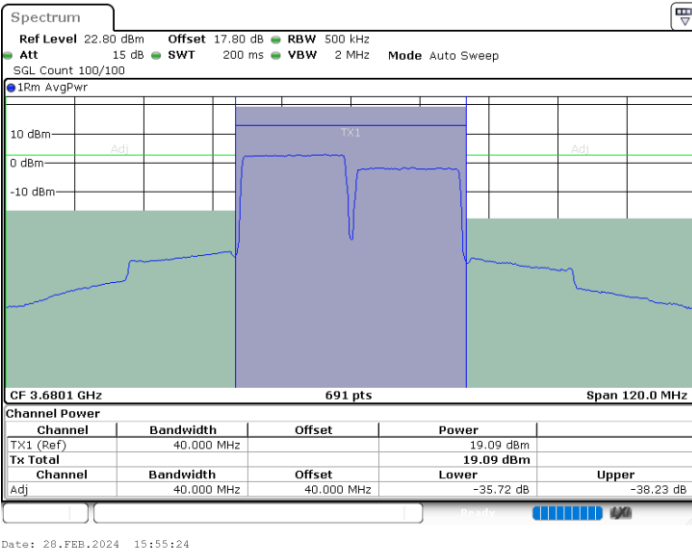 Spectrum
Ref Level 22.80 dBm Offset 17.80 dB RBW 500 kHz
Att 15 dB SWT 200 ms VBW 2 MHz Mode Auto Sweep
SGL Count 100/100
1Rm AvgPwr
10 dBm
TX1
Adj Adj
0 dBm
-10 dBm
CF 3.6801 GHz 691 pts Span 120.0 MHz
Channel Power
Channel Bandwidth Offset Power
TX1 (Ref) 40.000 MHz 19.09 dBm
Tx Total 19.09 dBm
Channel Bandwidth Offset Lower Upper
Adj 40.000 MHz 40.000 MHz -35.72 dB -38.23 dB
Ready
Date: 28.FEB.2024 15:55:24